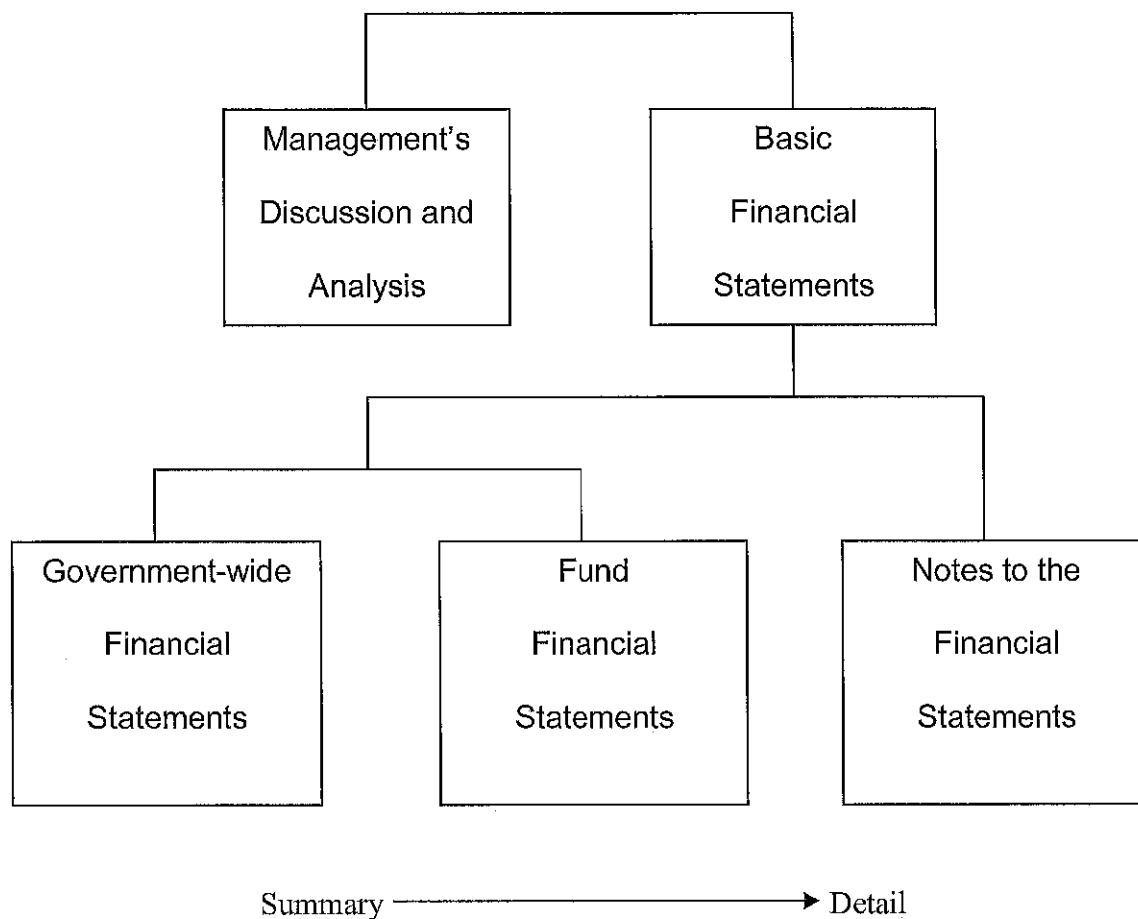 Management's
Discussion and
Analysis
Basic
Financial
Statements
Government-wide
Financial
Statements
Fund
Financial
Statements
Notes to the
Financial
Statements
Summary
Detail